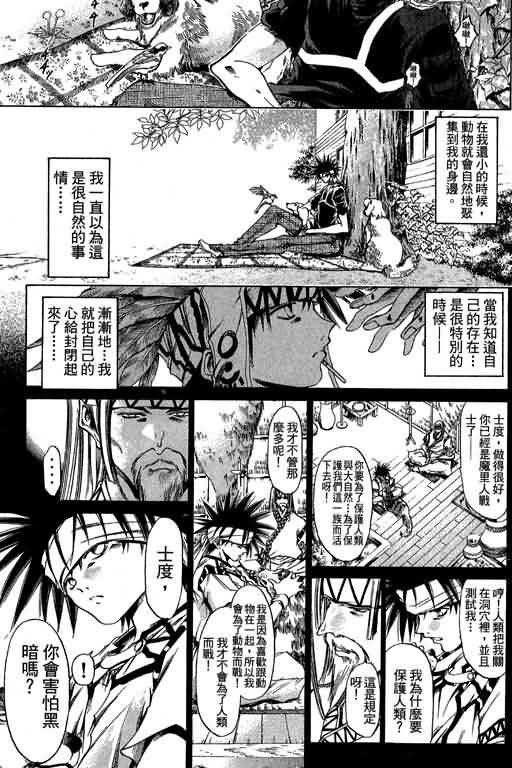 在我還小的時候，
動物就會自然地聚
集到我的身邊。
我一直以為這
是很自然的事
情……
當我知道自
己的存在…
是很特別的
時候——
漸漸地…我
就把自己的
心給封閉起
來了……
士度，做得很好，
你已經是魔里人戰
士了——
你要為了保護人類
與大自然…為了保
護我們這一族而活
下去呀！
我才不管那
麼多呢！
…
哼！人類把我關
在洞穴裡，並且
測試我…
我為什麼要
保護人類？
這是規定
呀！
我是因為喜歡跟動
物在一起，所以我
會為了動物而戰！
我才不會為了人類
而戰！
士度，
！
你會害怕黑
暗嗎？